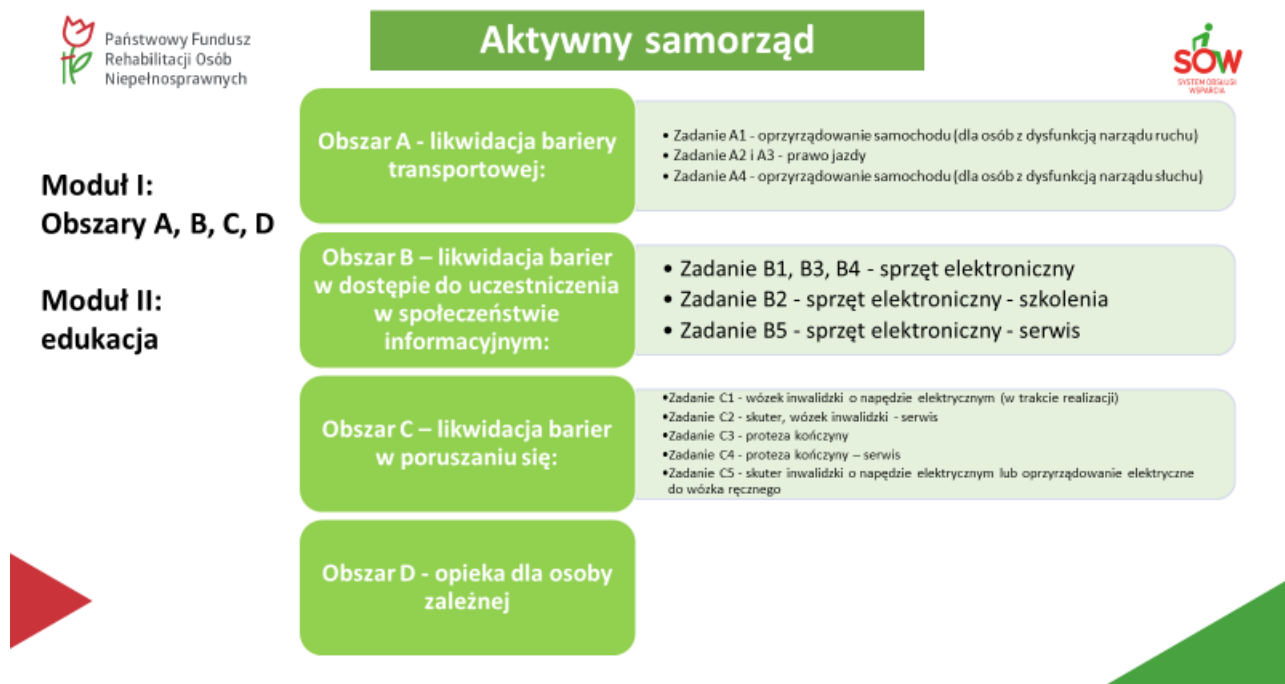 Państwowy Fundusz
Rehabilitacji Osób
Niepełnosprawnych
Aktywny samorząd
SOW
SYSTEM OBSŁUGI
WSPARCIA
Moduł I:
Obszary A, B, C, D
Moduł II:
edukacja
Obszar A - likwidacja bariery
transportowej:
• Zadanie A1 - oprzyrządowanie samochodu (dla osób z dysfunkcją narządu ruchu)
• Zadanie A2 i A3 - prawo jazdy
• Zadanie A4 - oprzyrządowanie samochodu (dla osób z dysfunkcją narządu słuchu)
Obszar B – likwidacja barier
w dostępie do uczestniczenia
w społeczeństwie
informacyjnym:
• Zadanie B1, B3, B4 - sprzęt elektroniczny
• Zadanie B2 - sprzęt elektroniczny - szkolenia
• Zadanie B5 - sprzęt elektroniczny - serwis
Obszar C – likwidacja barier
w poruszaniu się:
•Zadanie C1 - wózek inwalidzki o napędzie elektrycznym (w trakcie realizacji)
•Zadanie C2 - skuter, wózek inwalidzki - serwis
•Zadanie C3 - proteza kończyny
•Zadanie C4 - proteza kończyny – serwis
•Zadanie C5 - skuter inwalidzki o napędzie elektrycznym lub oprzyrządowanie elektryczne
do wózka ręcznego
Obszar D - opieka dla osoby
zależnej